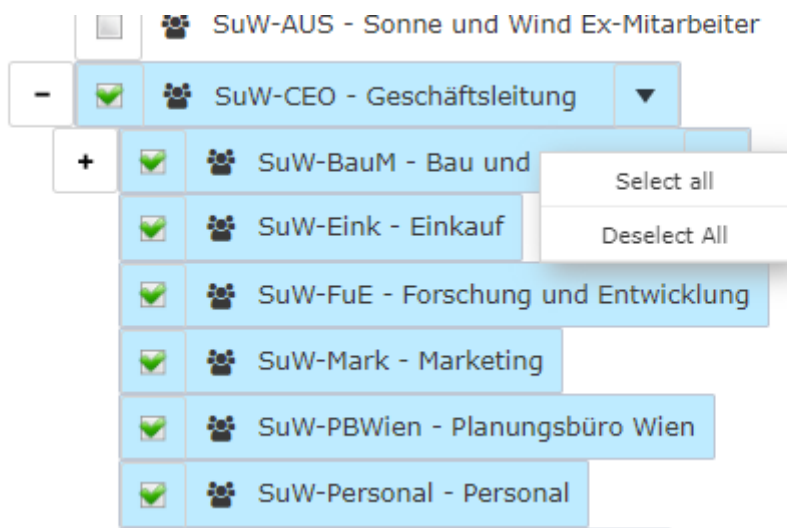 SuW-AUS - Sonne und Wind Ex-Mitarbeiter
SuW-CEO - Geschäftsleitung
SuW-BauM - Bau und
Select all
Deselect All
SuW-Eink - Einkauf
SuW-FuE - Forschung und Entwicklung
SuW-Mark - Marketing
SuW-PBWien - Planungsbüro Wien
SuW-Personal - Personal